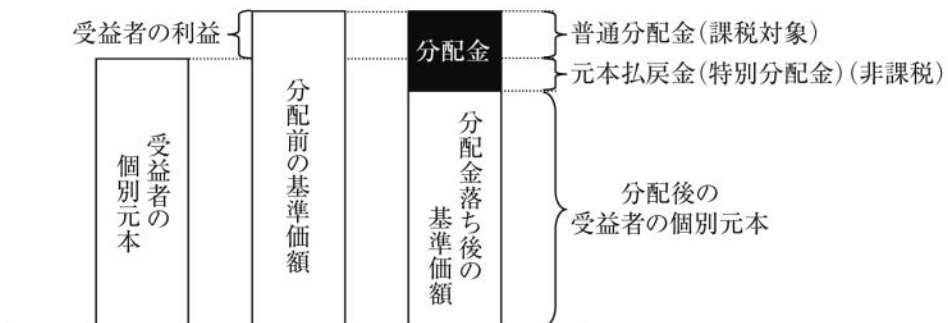 受益者の利益
分配金
普通分配金(課税対象)
元本払戻金(特別分配金)(非課税)
受益者の
個別元本
分配前の基準価額
分配金落ち後の
基準価額
分配後の
受益者の個別元本